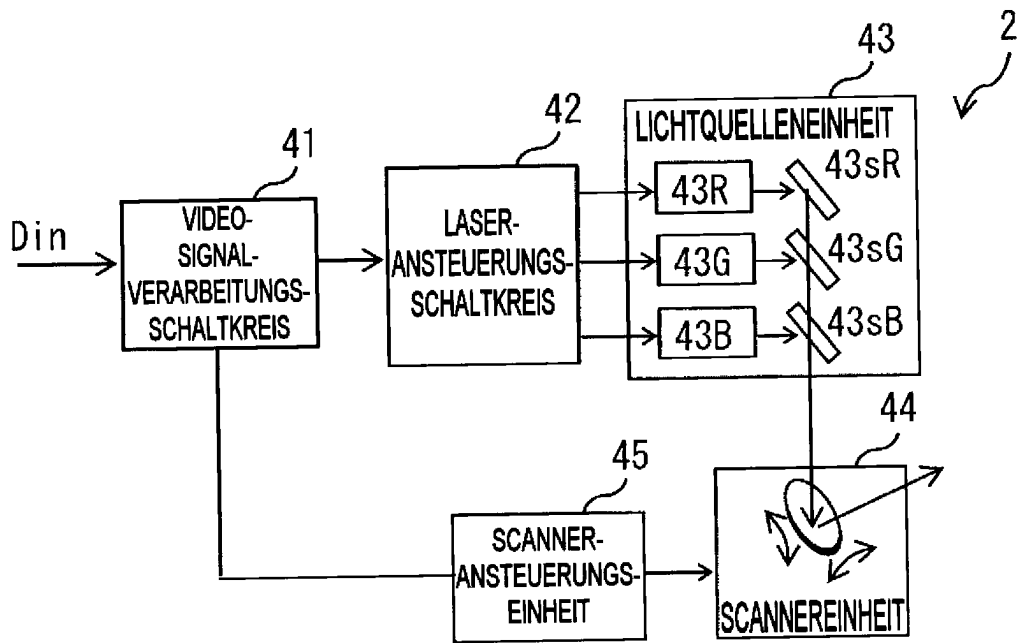 2
43
LICHTQUELLENEINHEIT
42
41
43R
43sR
Din
VIDEO-
SIGNAL-
VERARBEITUNGS-
SCHALTKREIS
LASER-
ANSTEUERUNGS-
SCHALTKREIS
43G
43sG
43B
43sB
44
45
SCANNER-
ANSTEUERUNGS-
EINHEIT
SCANNEREINHEIT